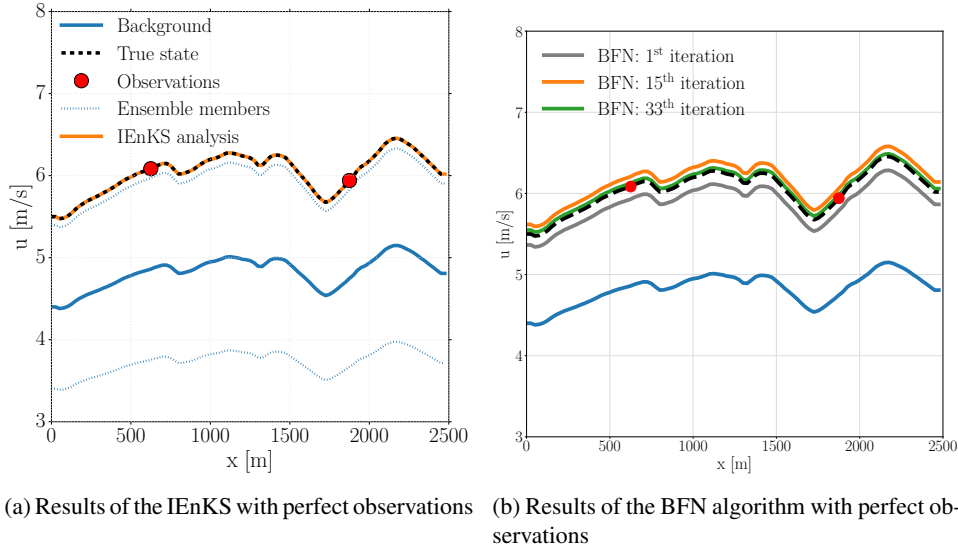 8
7
6
5
4
3
u [m/s]
Background
True state
Observations
Ensemble members
IEnKS analysis
0 500 1000 1500 2000 2500
x [m]
(a) Results of the IEnKS with perfect observations
8
7
6
5
4
3
u [m/s]
BFN: 1st iteration
BFN: 15th iteration
BFN: 33th iteration
0 500 1000 1500 2000 2500
x [m]
(b) Results of the BFN algorithm with perfect ob-
servations